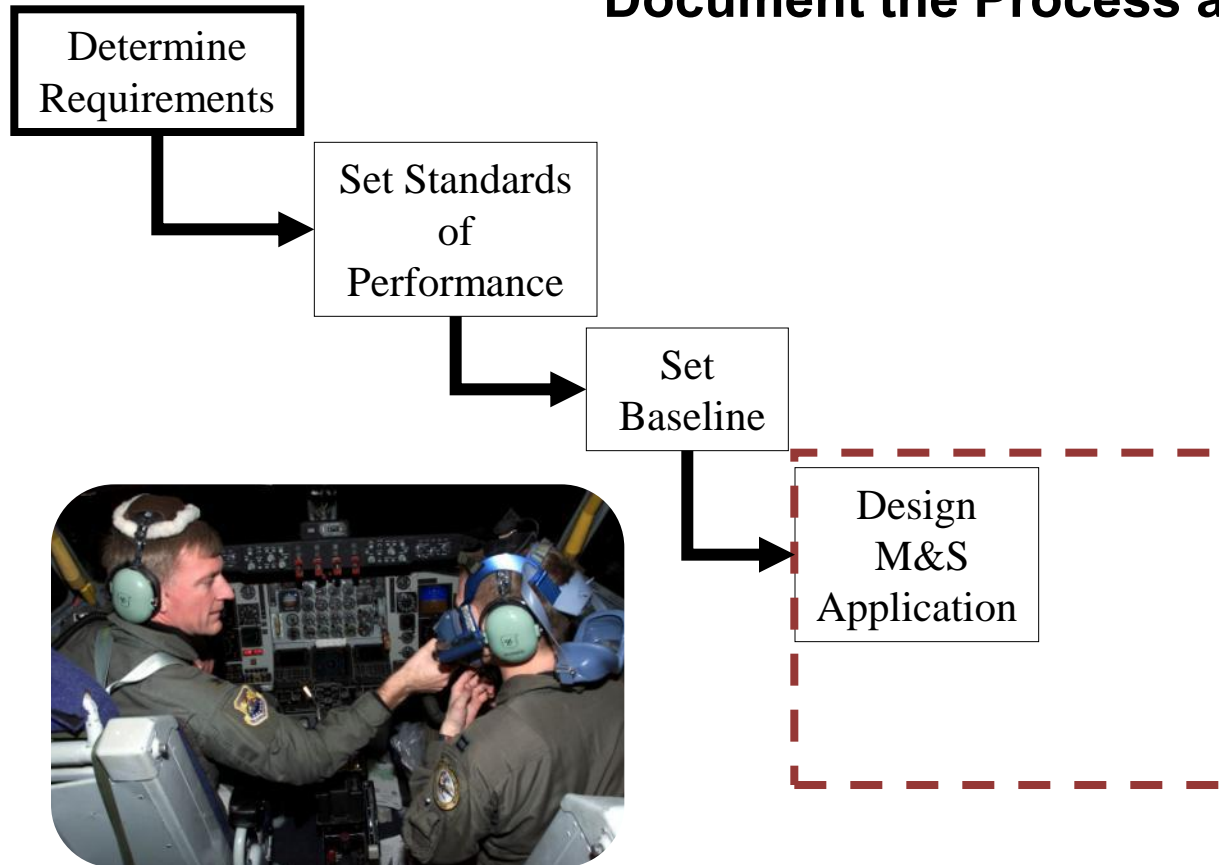 Document the Process a
Determine
Requirements
Set Standards
of
Performance
Set
Baseline
Design
M&S
Application